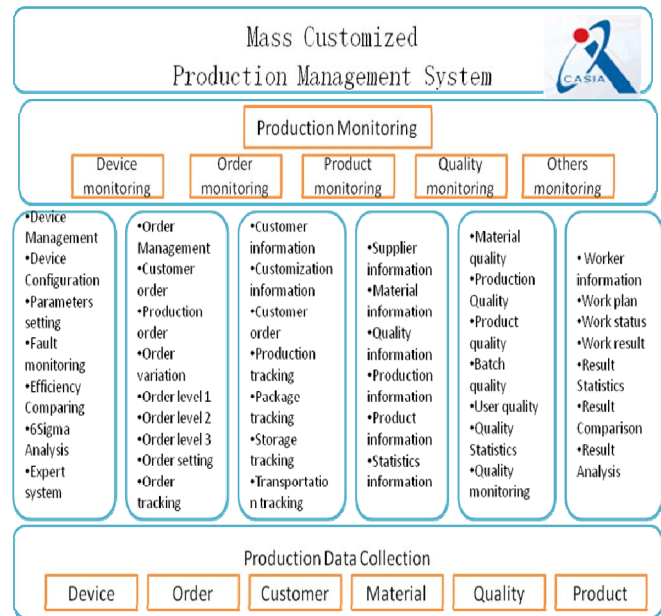 Mass Customized
Production Management System
CASIA
Production Monitoring
Device
monitoring
Order
monitoring
Product
monitoring
Quality
monitoring
Others
monitoring
•Device
Management
•Device
Configuration
•Parameters
setting
•Fault
monitoring
•Efficiency
Comparing
•6Sigma
Analysis
•Expert
system
•Order
Management
•Customer
order
•Production
order
•Order
variation
•Order level 1
•Order level 2
•Order level 3
•Order setting
•Order
tracking
•Customer
information
•Customization
information
•Customer
order
•Production
tracking
•Package
tracking
•Storage
tracking
•Transportatio
n tracking
•Supplier
information
•Material
information
•Quality
information
•Production
information
•Product
information
•Statistics
information
•Material
quality
•Production
Quality
•Product
quality
•Batch
quality
•User quality
•Quality
Statistics
•Quality
monitoring
•Worker
information
•Work plan
•Work status
•Work result
•Result
Statistics
•Result
Comparison
•Result
Analysis
Production Data Collection
Device
Order
Customer
Material
Quality
Product